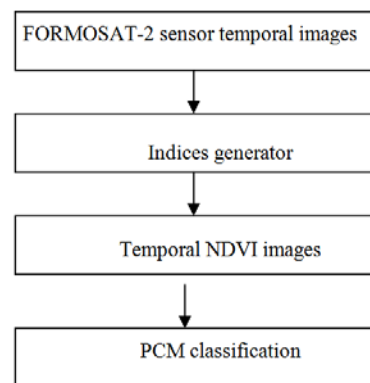 FORMOSAT-2 sensor temporal images
Indices generator
Temporal NDVI images
PCM classification